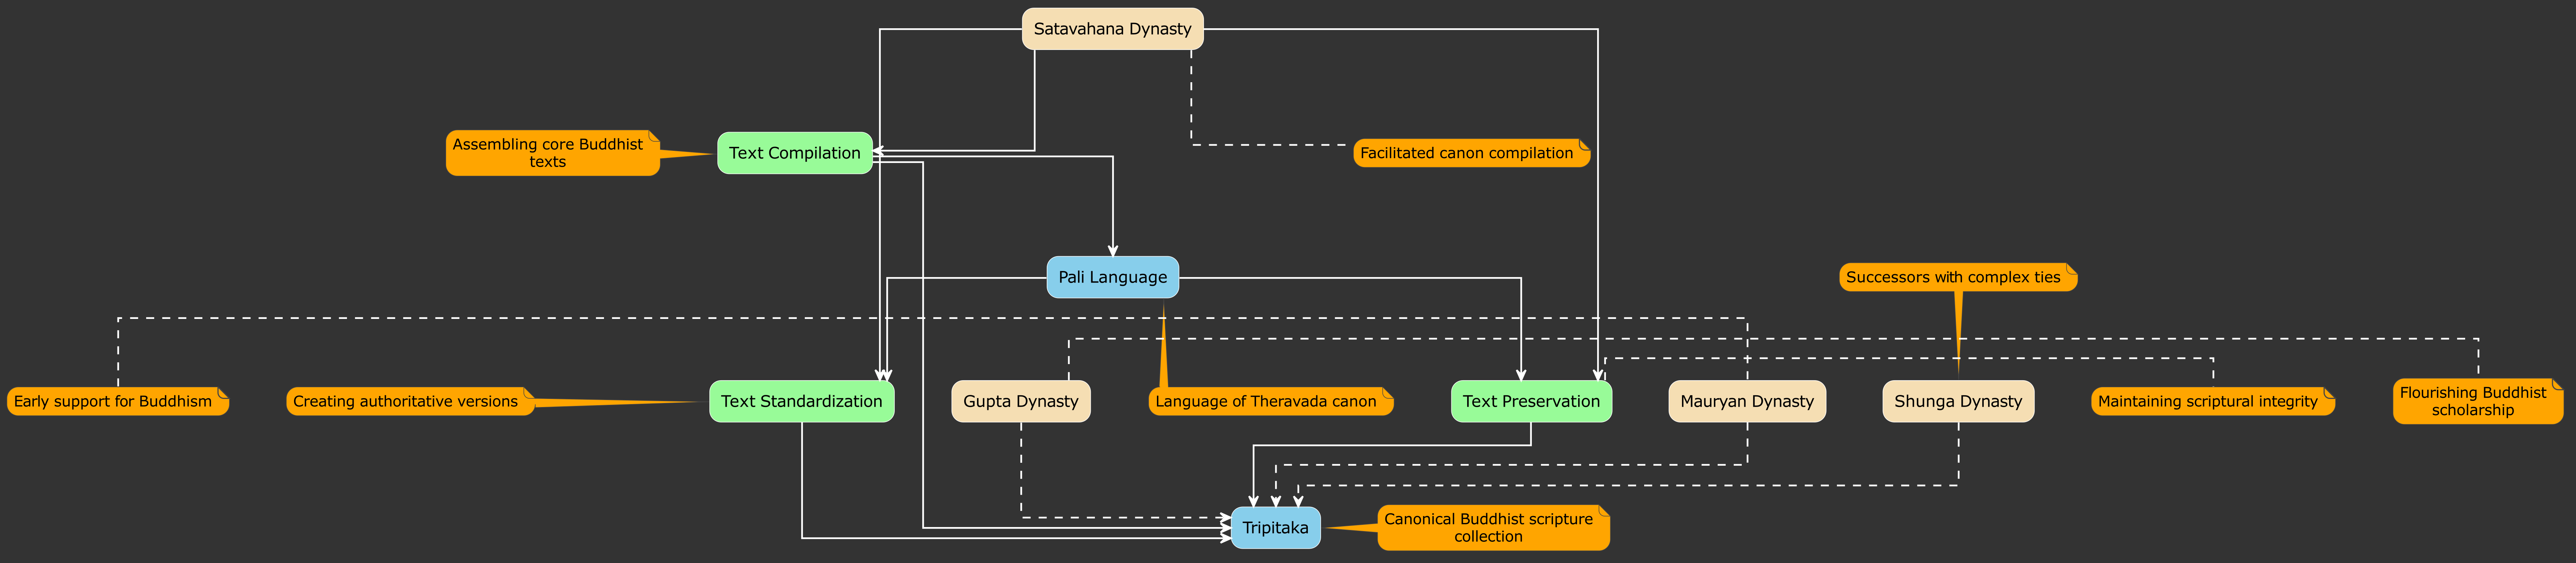 Satavahana Dynasty
Assembling core Buddhist
texts
Text Compilation
Facilitated canon compilation
Pali Language
Successors with complex ties
Early support for Buddhism
Creating authoritative versions
Text Standardization
Gupta Dynasty
Language of Theravada canon
Text Preservation
Mauryan Dynasty
Shunga Dynasty
Maintaining scriptural integrity
Flourishing Buddhist
scholarship
Tripitaka
Canonical Buddhist scripture
collection